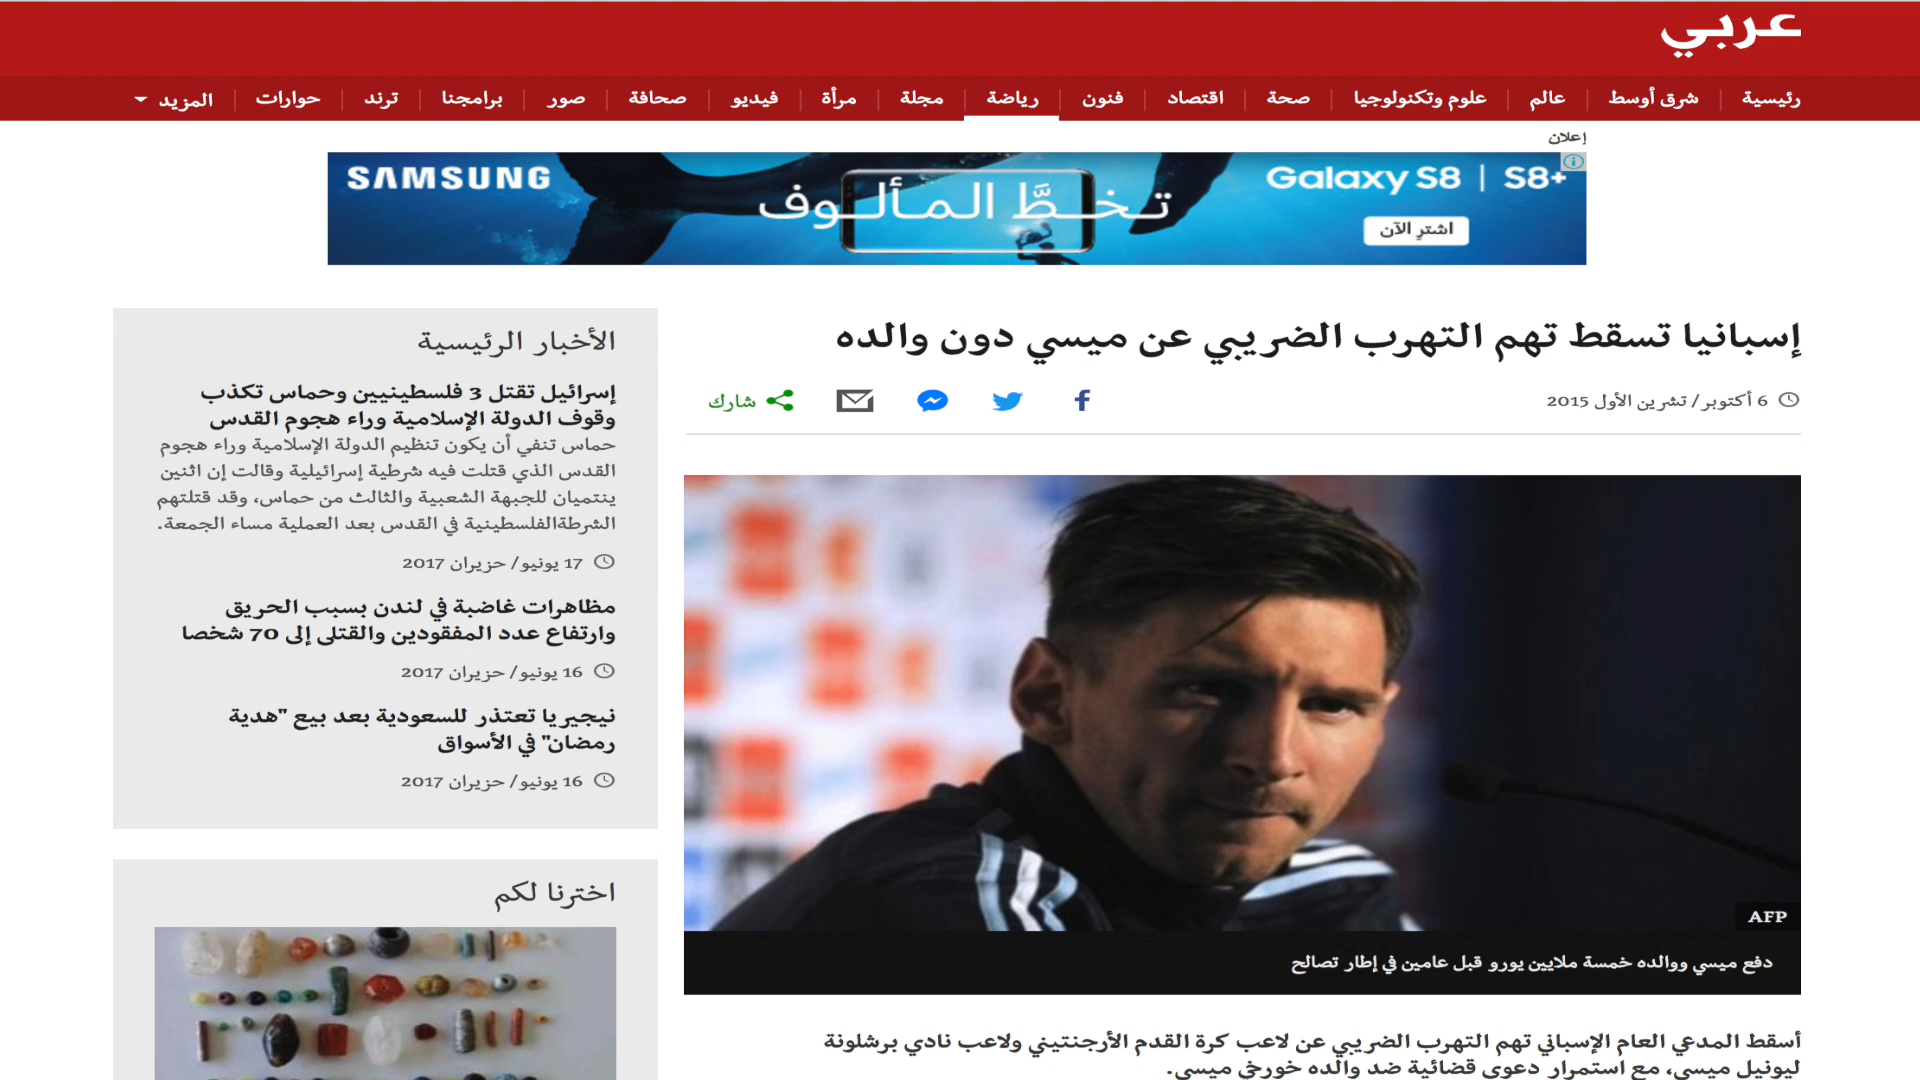 عربي
رئيسية
شرق أوسط
عالم
علوم وتكنولوجيا
صحة
اقتصاد
فنون
رياضة
مجلة
مرأة
فيديو
صحافة
صور
برامجنا
ترند
حوارات
المزيد
إعلان
SAMSUNG
تخطَّ المألوف
Galaxy S8 | S8+
اشترِ الآن
إسبانيا تسقط تهم التهرب الضريبي عن ميسي دون والده
6 أكتوبر/ تشرين الأول 2015
شارك
AFP
دفع ميسي ووالده خمسة ملايين يورو قبل عامين في إطار تصالح
أسقط المدعي العام الإسباني تهم التهرب الضريبي عن لاعب كرة القدم الأرجنتيني ولاعب نادي برشلونة
ليونيل ميسي، مع استمرار دعوى قضائية ضد والده خورخي ميسي.
الأخبار الرئيسية
إسرائيل تقتل 3 فلسطينيين وحماس تكذب
وقوف الدولة الإسلامية وراء هجوم القدس
حماس تنفي أن يكون تنظيم الدولة الإسلامية وراء هجوم
القدس الذي قتلت فيه شرطية إسرائيلية وقالت إن اثنين
ينتميان للجبهة الشعبية والثالث من حماس، وقد قتلتهم
الشرطةالفلسطينية في القدس بعد العملية مساء الجمعة.
17 يونيو/ حزيران 2017
مظاهرات غاضبة في لندن بسبب الحريق
وارتفاع عدد المفقودين والقتلى إلى 70 شخصا
16 يونيو/ حزيران 2017
نيجيريا تعتذر للسعودية بعد بيع "هدية
رمضان" في الأسواق
16 يونيو/ حزيران 2017
اخترنا لكم